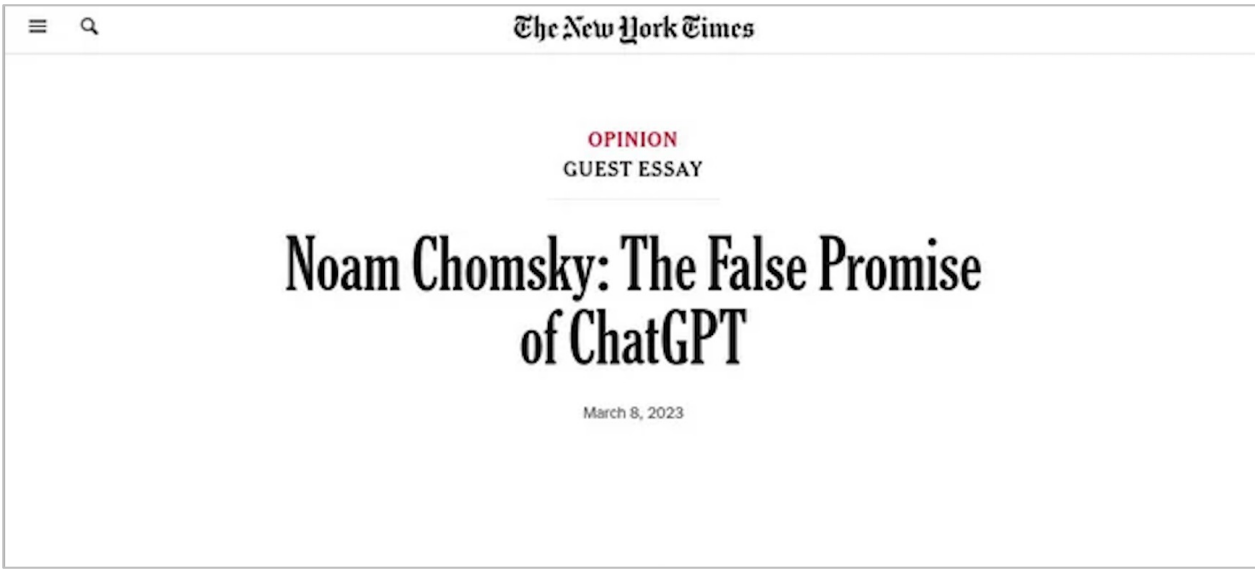 The New York Times
OPINION
GUEST ESSAY
Noam Chomsky: The False Promise
of ChatGPT
March 8, 2023